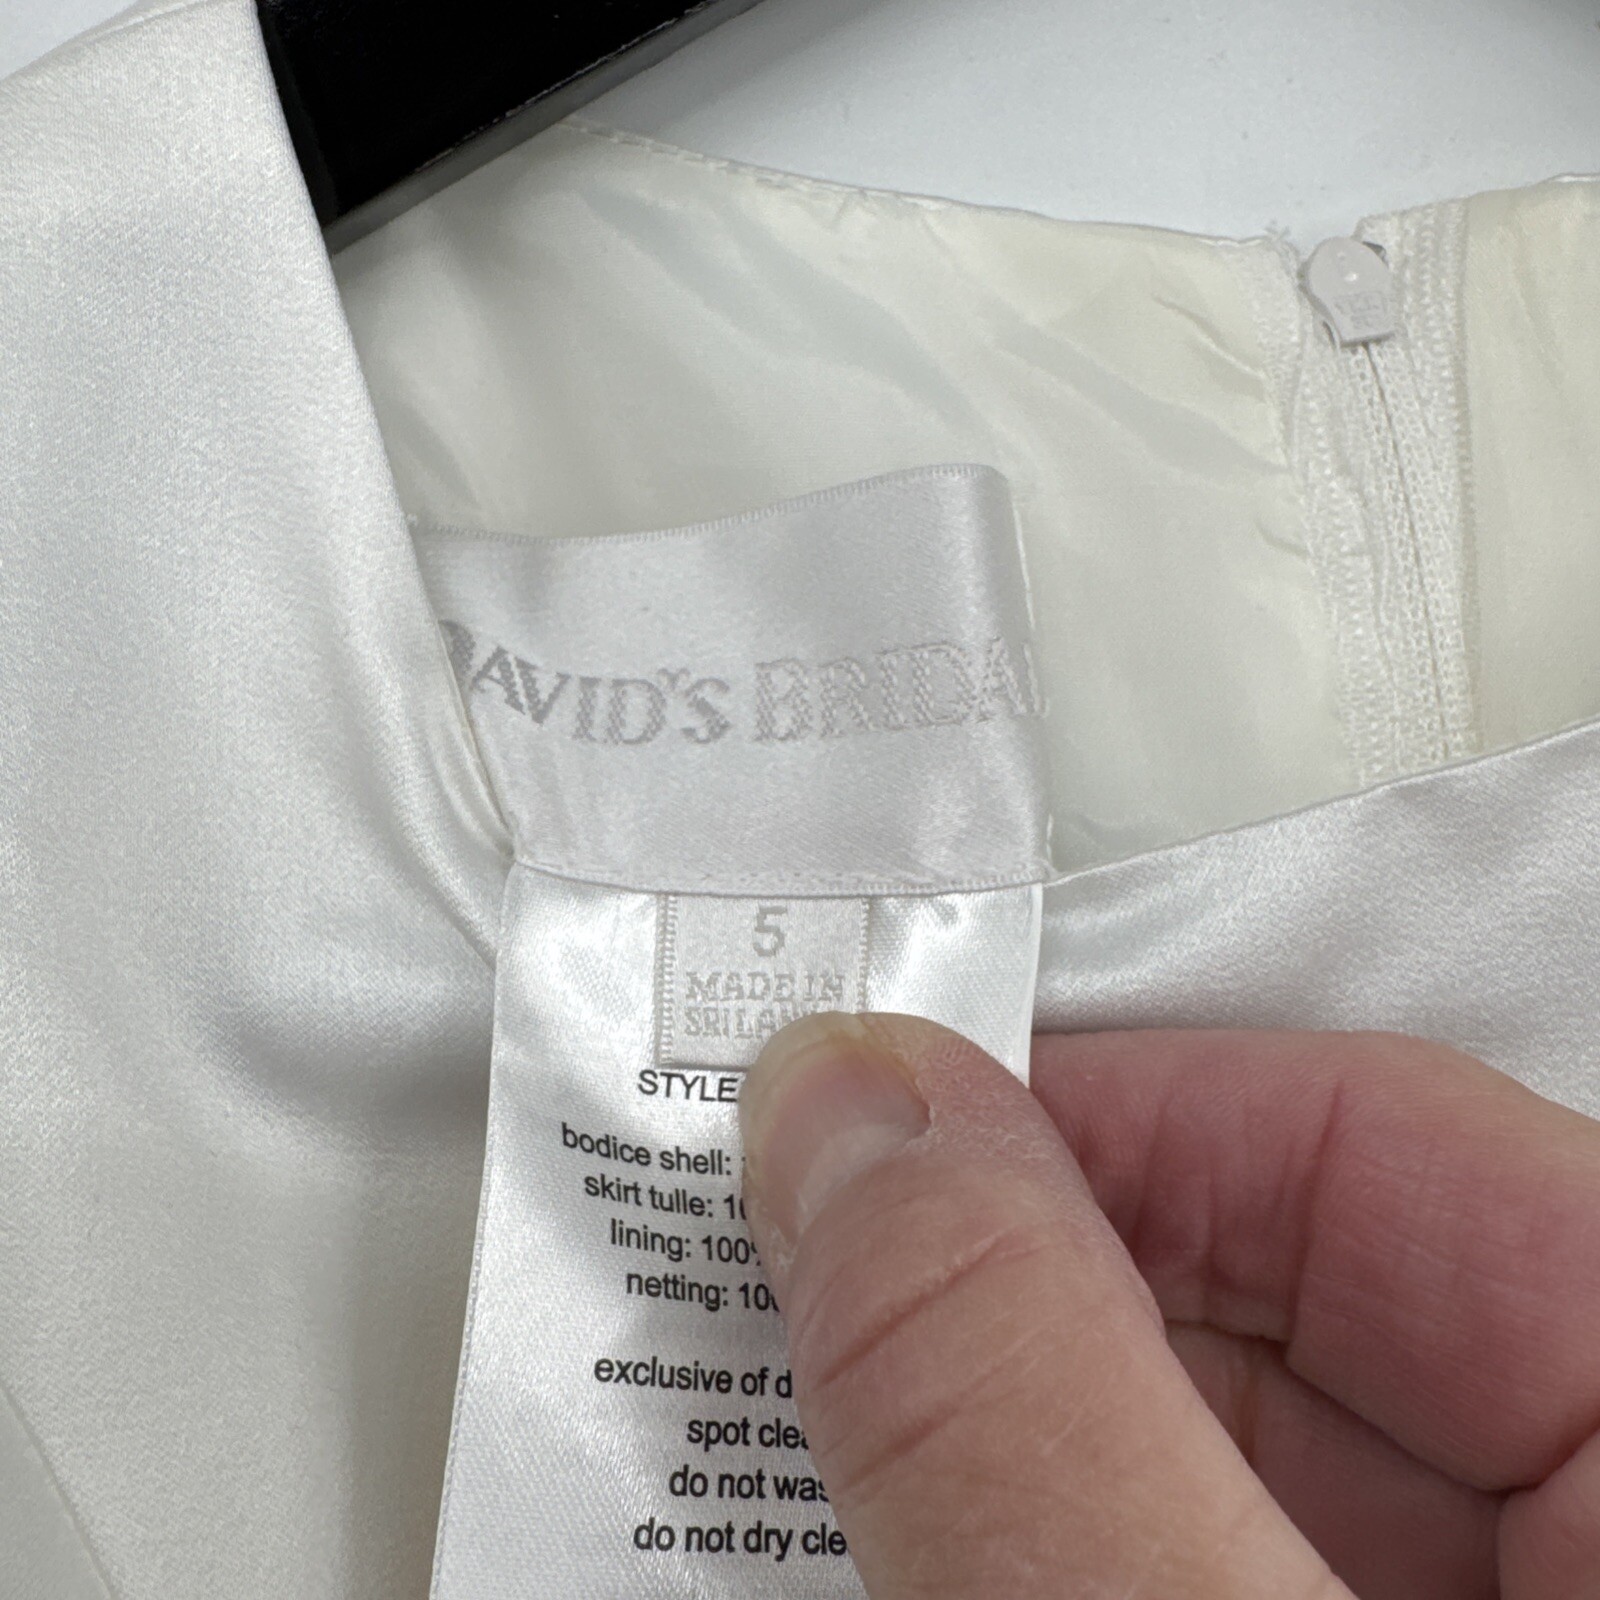 DAVID'S BRIDAL
5
MADE IN
SRI LA
STYLE
bodice shell:
skirt tulle: 10
lining: 100%
netting: 100
exclusive of d
spot clea
do not was
do not dry cle